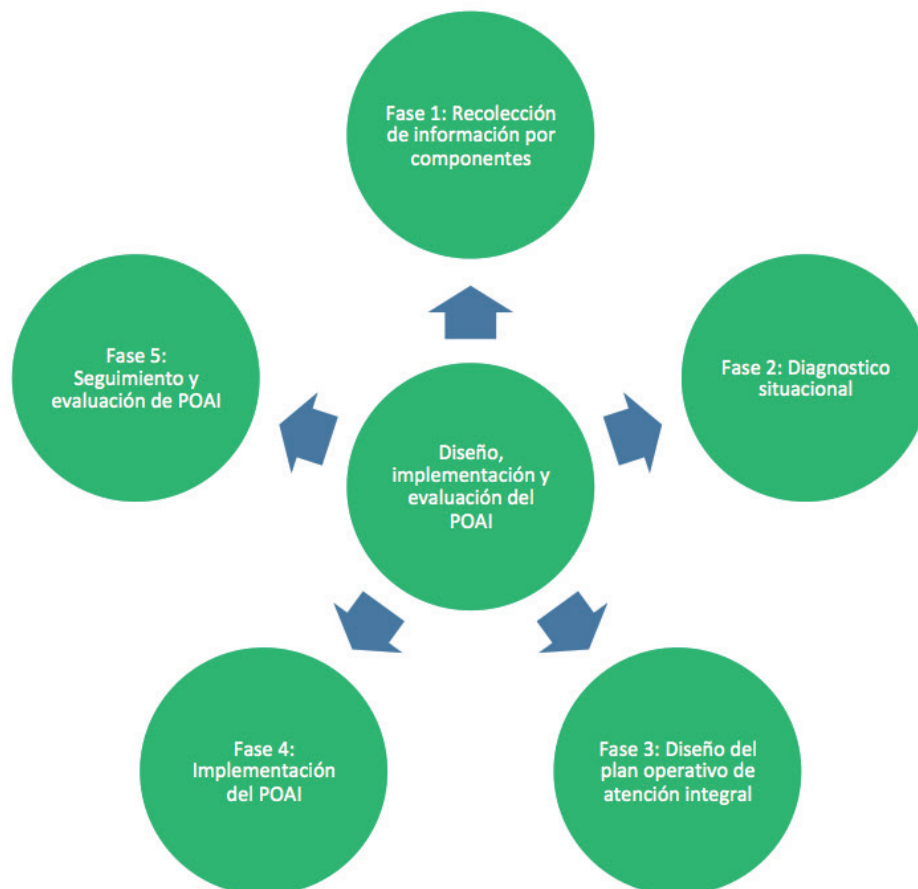 Fase 1: Recolección
de información por
componentes
Fase 2: Diagnostico
situacional
Fase 3: Diseño del
plan operativo de
atención integral
Fase 4:
Implementación
del POAI
Fase 5:
Seguimiento y
evaluación de POAI
Diseño,
implementación y
evaluación del
POAI